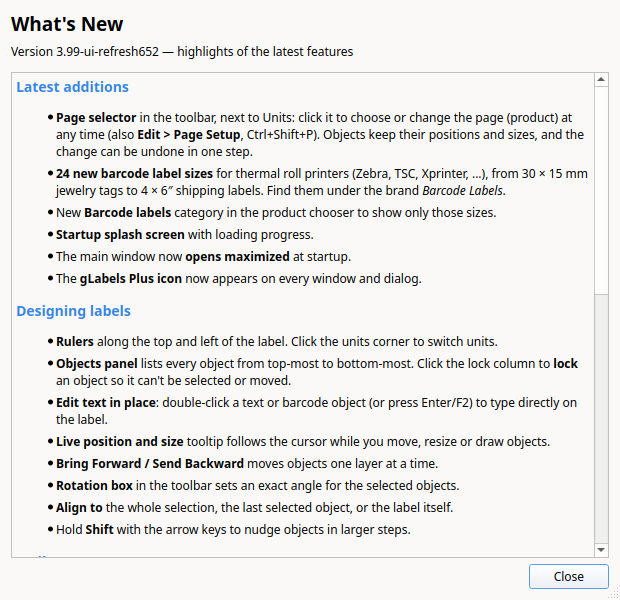 What's New
Version 3.99-ui-refresh652 — highlights of the latest features
Latest additions
• Page selector in the toolbar, next to Units: click it to choose or change the page (product) at
any time (also Edit > Page Setup, Ctrl+Shift+P). Objects keep their positions and sizes, and the
change can be undone in one step.
• 24 new barcode label sizes for thermal roll printers (Zebra, TSC, Xprinter, ...), from 30 × 15 mm
jewelry tags to 4 × 6″ shipping labels. Find them under the brand Barcode Labels.
• New Barcode labels category in the product chooser to show only those sizes.
• Startup splash screen with loading progress.
• The main window now opens maximized at startup.
• The gLabels Plus icon now appears on every window and dialog.
Designing labels
• Rulers along the top and left of the label. Click the units corner to switch units.
• Objects panel lists every object from top-most to bottom-most. Click the lock column to lock
an object so it can't be selected or moved.
• Edit text in place: double-click a text or barcode object (or press Enter/F2) to type directly on
the label.
• Live position and size tooltip follows the cursor while you move, resize or draw objects.
• Bring Forward / Send Backward moves objects one layer at a time.
• Rotation box in the toolbar sets an exact angle for the selected objects.
• Align to the whole selection, the last selected object, or the label itself.
• Hold Shift with the arrow keys to nudge objects in larger steps.
Close